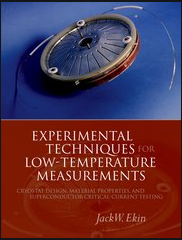 EXPERIMENTAL
TECHNIQUES FOR
LOW-TEMPERATURE
MEASUREMENTS
CRYOSTAT DESIGN, MATERIAL PROPERTIES, AND
SUPERCONDUCTOR CRITICAL-CURRENT TESTING
Jack W. Ekin